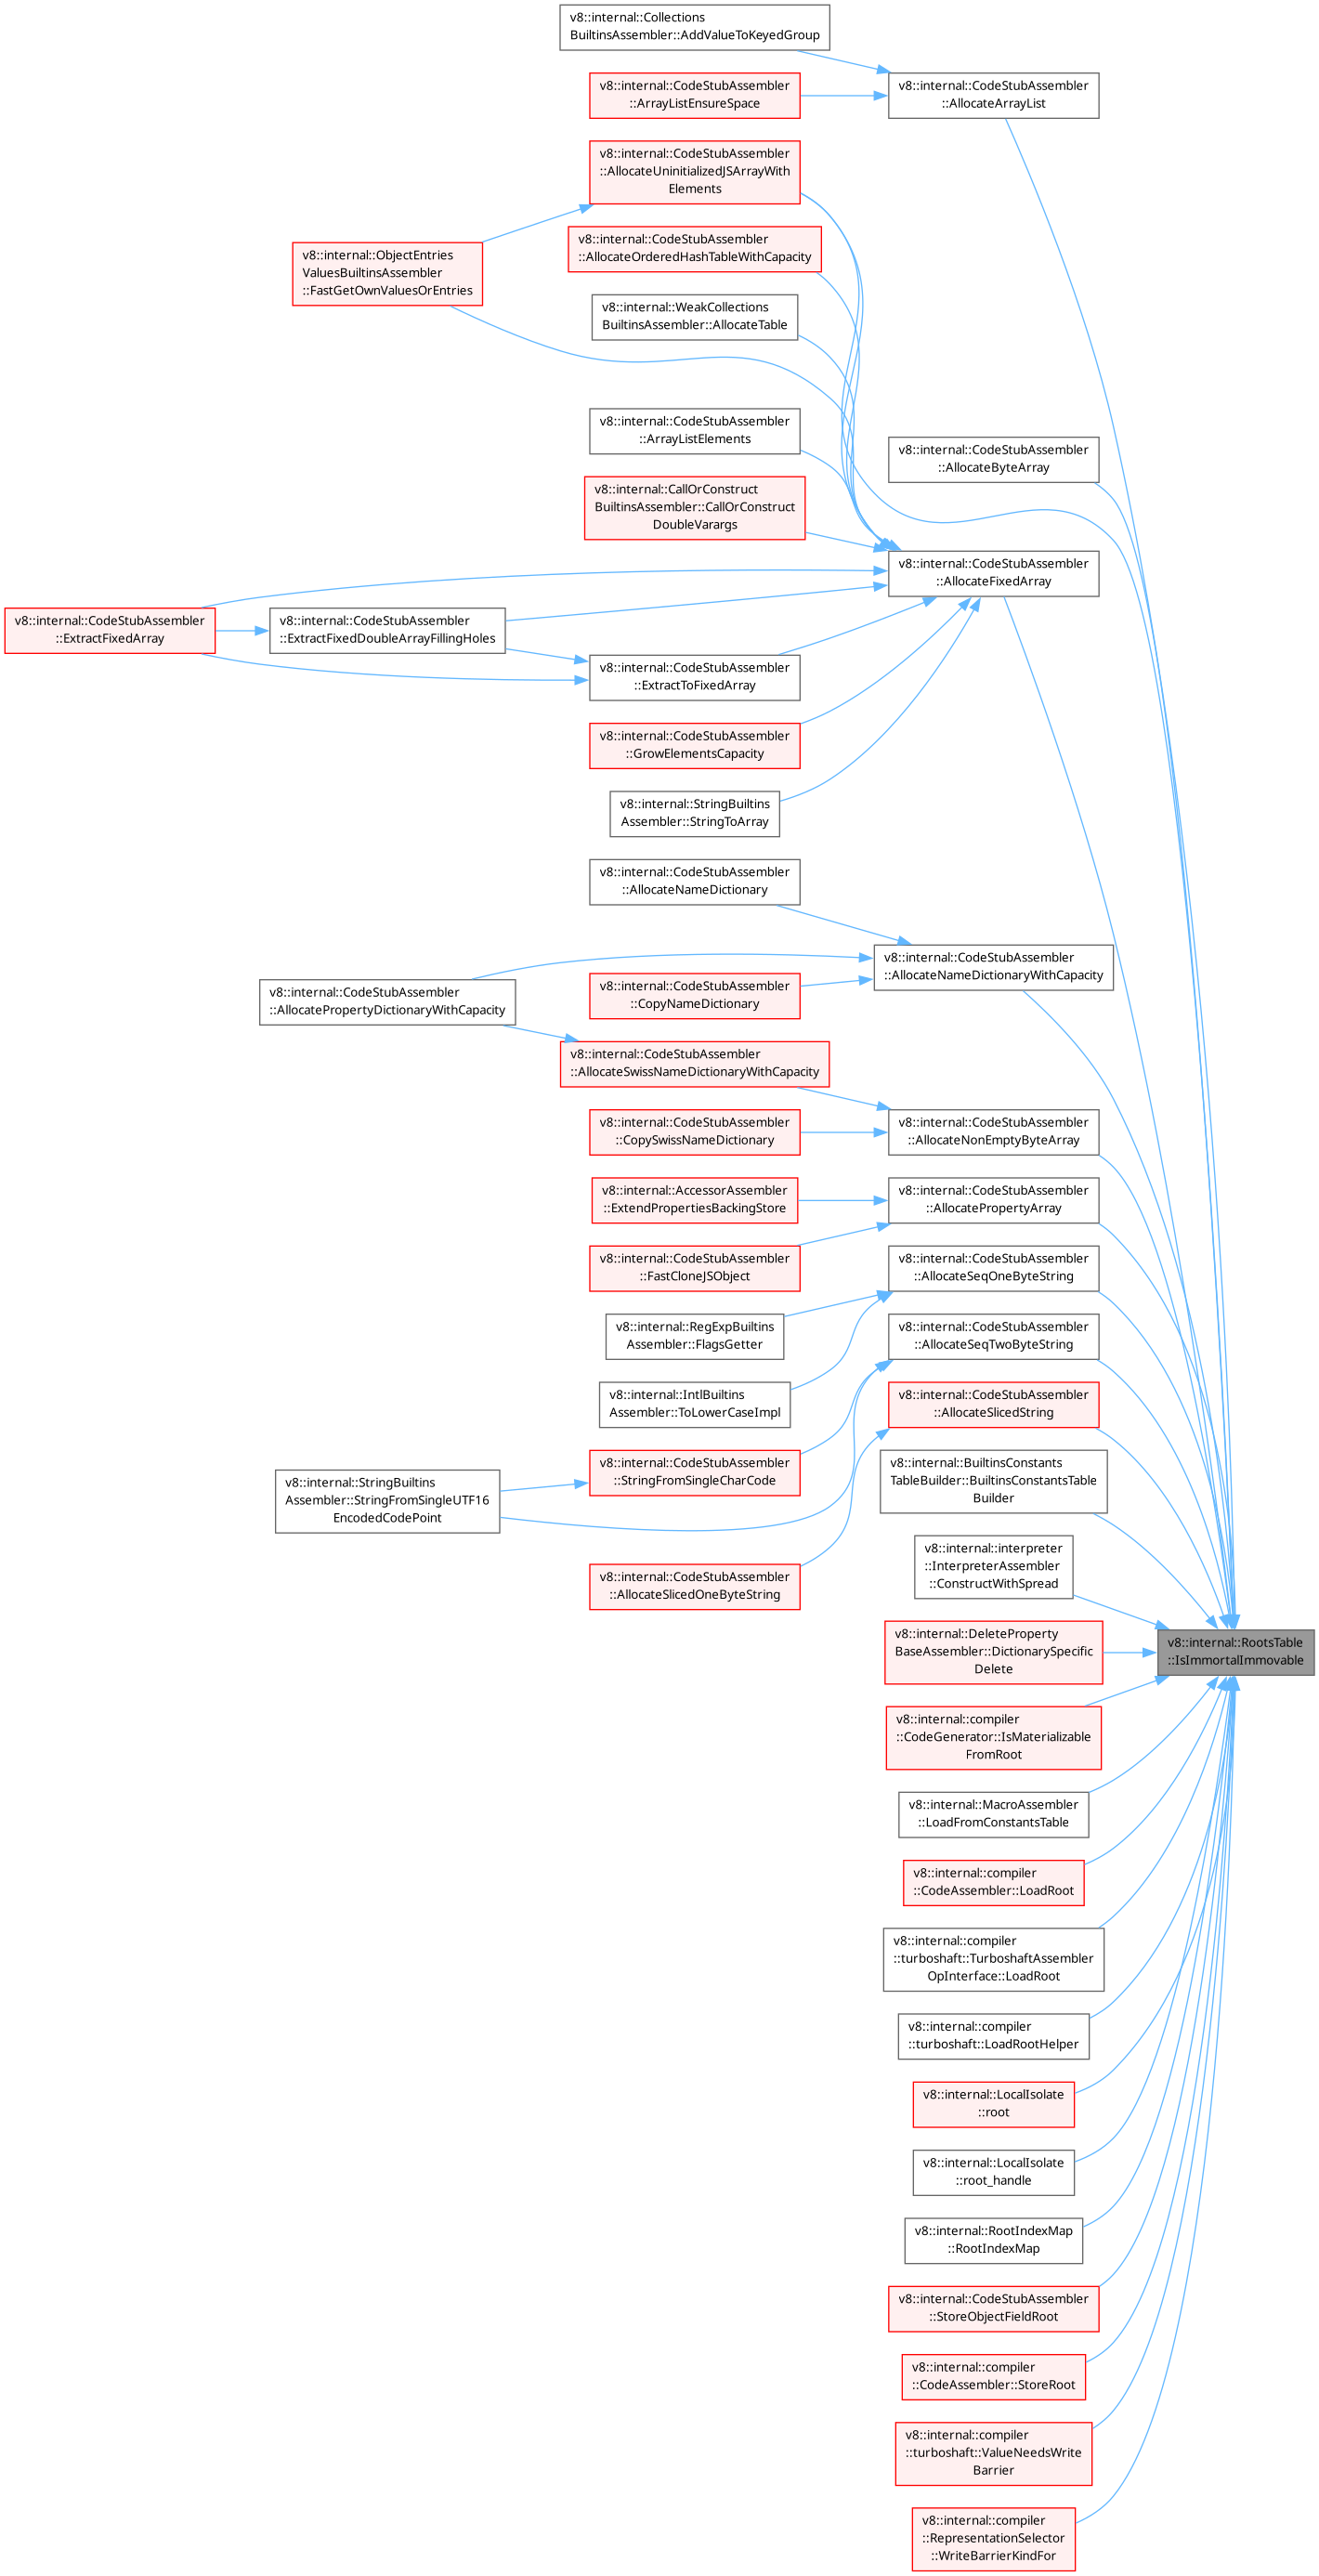 v8::internal::Collections
BuiltinsAssembler::AddValueToKeyedGroup
v8::internal::CodeStubAssembler
::ArrayListEnsureSpace
v8::internal::CodeStubAssembler
::AllocateArrayList
v8::internal::CodeStubAssembler
::AllocateUninitializedJSArrayWith
Elements
v8::internal::CodeStubAssembler
::AllocateOrderedHashTableWithCapacity
v8::internal::ObjectEntries
ValuesBuiltinsAssembler
::FastGetOwnValuesOrEntries
v8::internal::WeakCollections
BuiltinsAssembler::AllocateTable
v8::internal::CodeStubAssembler
::ArrayListElements
v8::internal::CodeStubAssembler
::AllocateByteArray
v8::internal::CallOrConstruct
BuiltinsAssembler::CallOrConstruct
DoubleVarargs
v8::internal::CodeStubAssembler
::AllocateFixedArray
v8::internal::CodeStubAssembler
::ExtractFixedArray
v8::internal::CodeStubAssembler
::ExtractFixedDoubleArrayFillingHoles
v8::internal::CodeStubAssembler
::ExtractToFixedArray
v8::internal::CodeStubAssembler
::GrowElementsCapacity
v8::internal::StringBuiltins
Assembler::StringToArray
v8::internal::CodeStubAssembler
::AllocateNameDictionary
v8::internal::CodeStubAssembler
::AllocateNameDictionaryWithCapacity
v8::internal::CodeStubAssembler
::AllocatePropertyDictionaryWithCapacity
v8::internal::CodeStubAssembler
::CopyNameDictionary
v8::internal::CodeStubAssembler
::AllocateSwissNameDictionaryWithCapacity
v8::internal::CodeStubAssembler
::CopySwissNameDictionary
v8::internal::CodeStubAssembler
::AllocateNonEmptyByteArray
v8::internal::AccessorAssembler
::ExtendPropertiesBackingStore
v8::internal::CodeStubAssembler
::AllocatePropertyArray
v8::internal::CodeStubAssembler
::FastCloneJSObject
v8::internal::CodeStubAssembler
::AllocateSeqOneByteString
v8::internal::RegExpBuiltins
Assembler::FlagsGetter
v8::internal::CodeStubAssembler
::AllocateSeqTwoByteString
v8::internal::IntlBuiltins
Assembler::ToLowerCaseImpl
v8::internal::CodeStubAssembler
::AllocateSlicedString
v8::internal::StringBuiltins
Assembler::StringFromSingleUTF16
EncodedCodePoint
v8::internal::CodeStubAssembler
::StringFromSingleCharCode
v8::internal::BuiltinsConstants
TableBuilder::BuiltinsConstantsTable
Builder
v8::internal::CodeStubAssembler
::AllocateSlicedOneByteString
v8::internal::interpreter
::InterpreterAssembler
::ConstructWithSpread
v8::internal::DeleteProperty
BaseAssembler::DictionarySpecific
Delete
v8::internal::RootsTable
::IsImmortalImmovable
v8::internal::compiler
::CodeGenerator::IsMaterializable
FromRoot
v8::internal::MacroAssembler
::LoadFromConstantsTable
v8::internal::compiler
::CodeAssembler::LoadRoot
v8::internal::compiler
::turboshaft::TurboshaftAssembler
OpInterface::LoadRoot
v8::internal::compiler
::turboshaft::LoadRootHelper
v8::internal::LocalIsolate
::root
v8::internal::LocalIsolate
::root_handle
v8::internal::RootIndexMap
::RootIndexMap
v8::internal::CodeStubAssembler
::StoreObjectFieldRoot
v8::internal::compiler
::CodeAssembler::StoreRoot
v8::internal::compiler
::turboshaft::ValueNeedsWrite
Barrier
v8::internal::compiler
::RepresentationSelector
::WriteBarrierKindFor